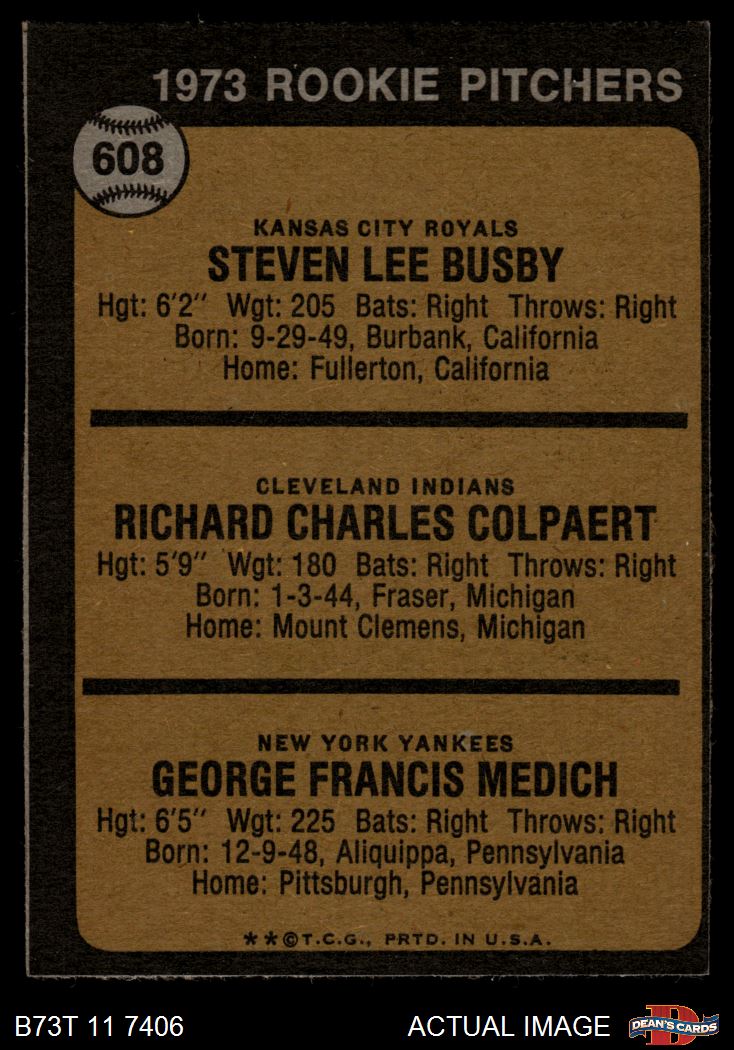 1973 ROOKIE PITCHERS
608
KANSAS CITY ROYALS
STEVEN LEE BUSBY
Hgt: 6'2" Wgt: 205 Bats: Right Throws: Right
Born: 9-29-49, Burbank, California
Home: Fullerton, California
CLEVELAND INDIANS
RICHARD CHARLES COLPAERT
Hgt: 5'9" Wgt: 180 Bats: Right Throws: Right
Born: 1-3-44, Fraser, Michigan
Home: Mount Clemens, Michigan
NEW YORK YANKEES
GEORGE FRANCIS MEDICH
Hgt: 6'5" Wgt: 225 Bats: Right Throws: Right
Born: 12-9-48, Aliquippa, Pennsylvania
Home: Pittsburgh, Pennsylvania
**©T.C.G., PRTD. IN U.S.A.
B73T 11 7406 ACTUAL IMAGE D DEAN'S CARDS